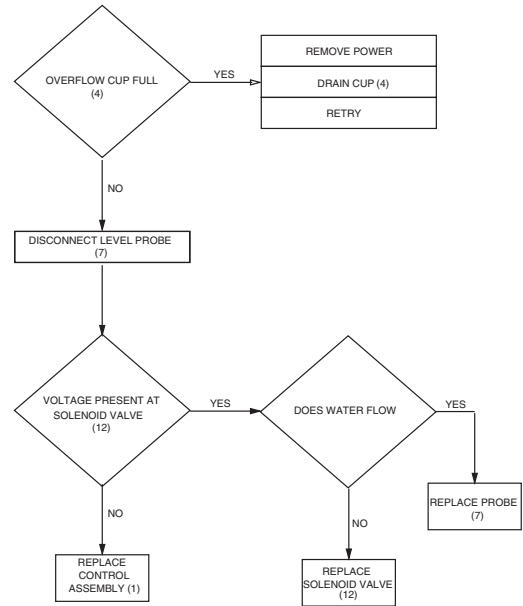 OVERFLOW CUP FULL
(4)
YES
REMOVE POWER
DRAIN CUP (4)
RETRY
NO
DISCONNECT LEVEL PROBE
(7)
VOLTAGE PRESENT AT
SOLENOID VALVE
(12)
YES
DOES WATER FLOW
YES
REPLACE PROBE
(7)
NO
REPLACE
CONTROL
ASSEMBLY (1)
NO
REPLACE
SOLENOID VALVE
(12)